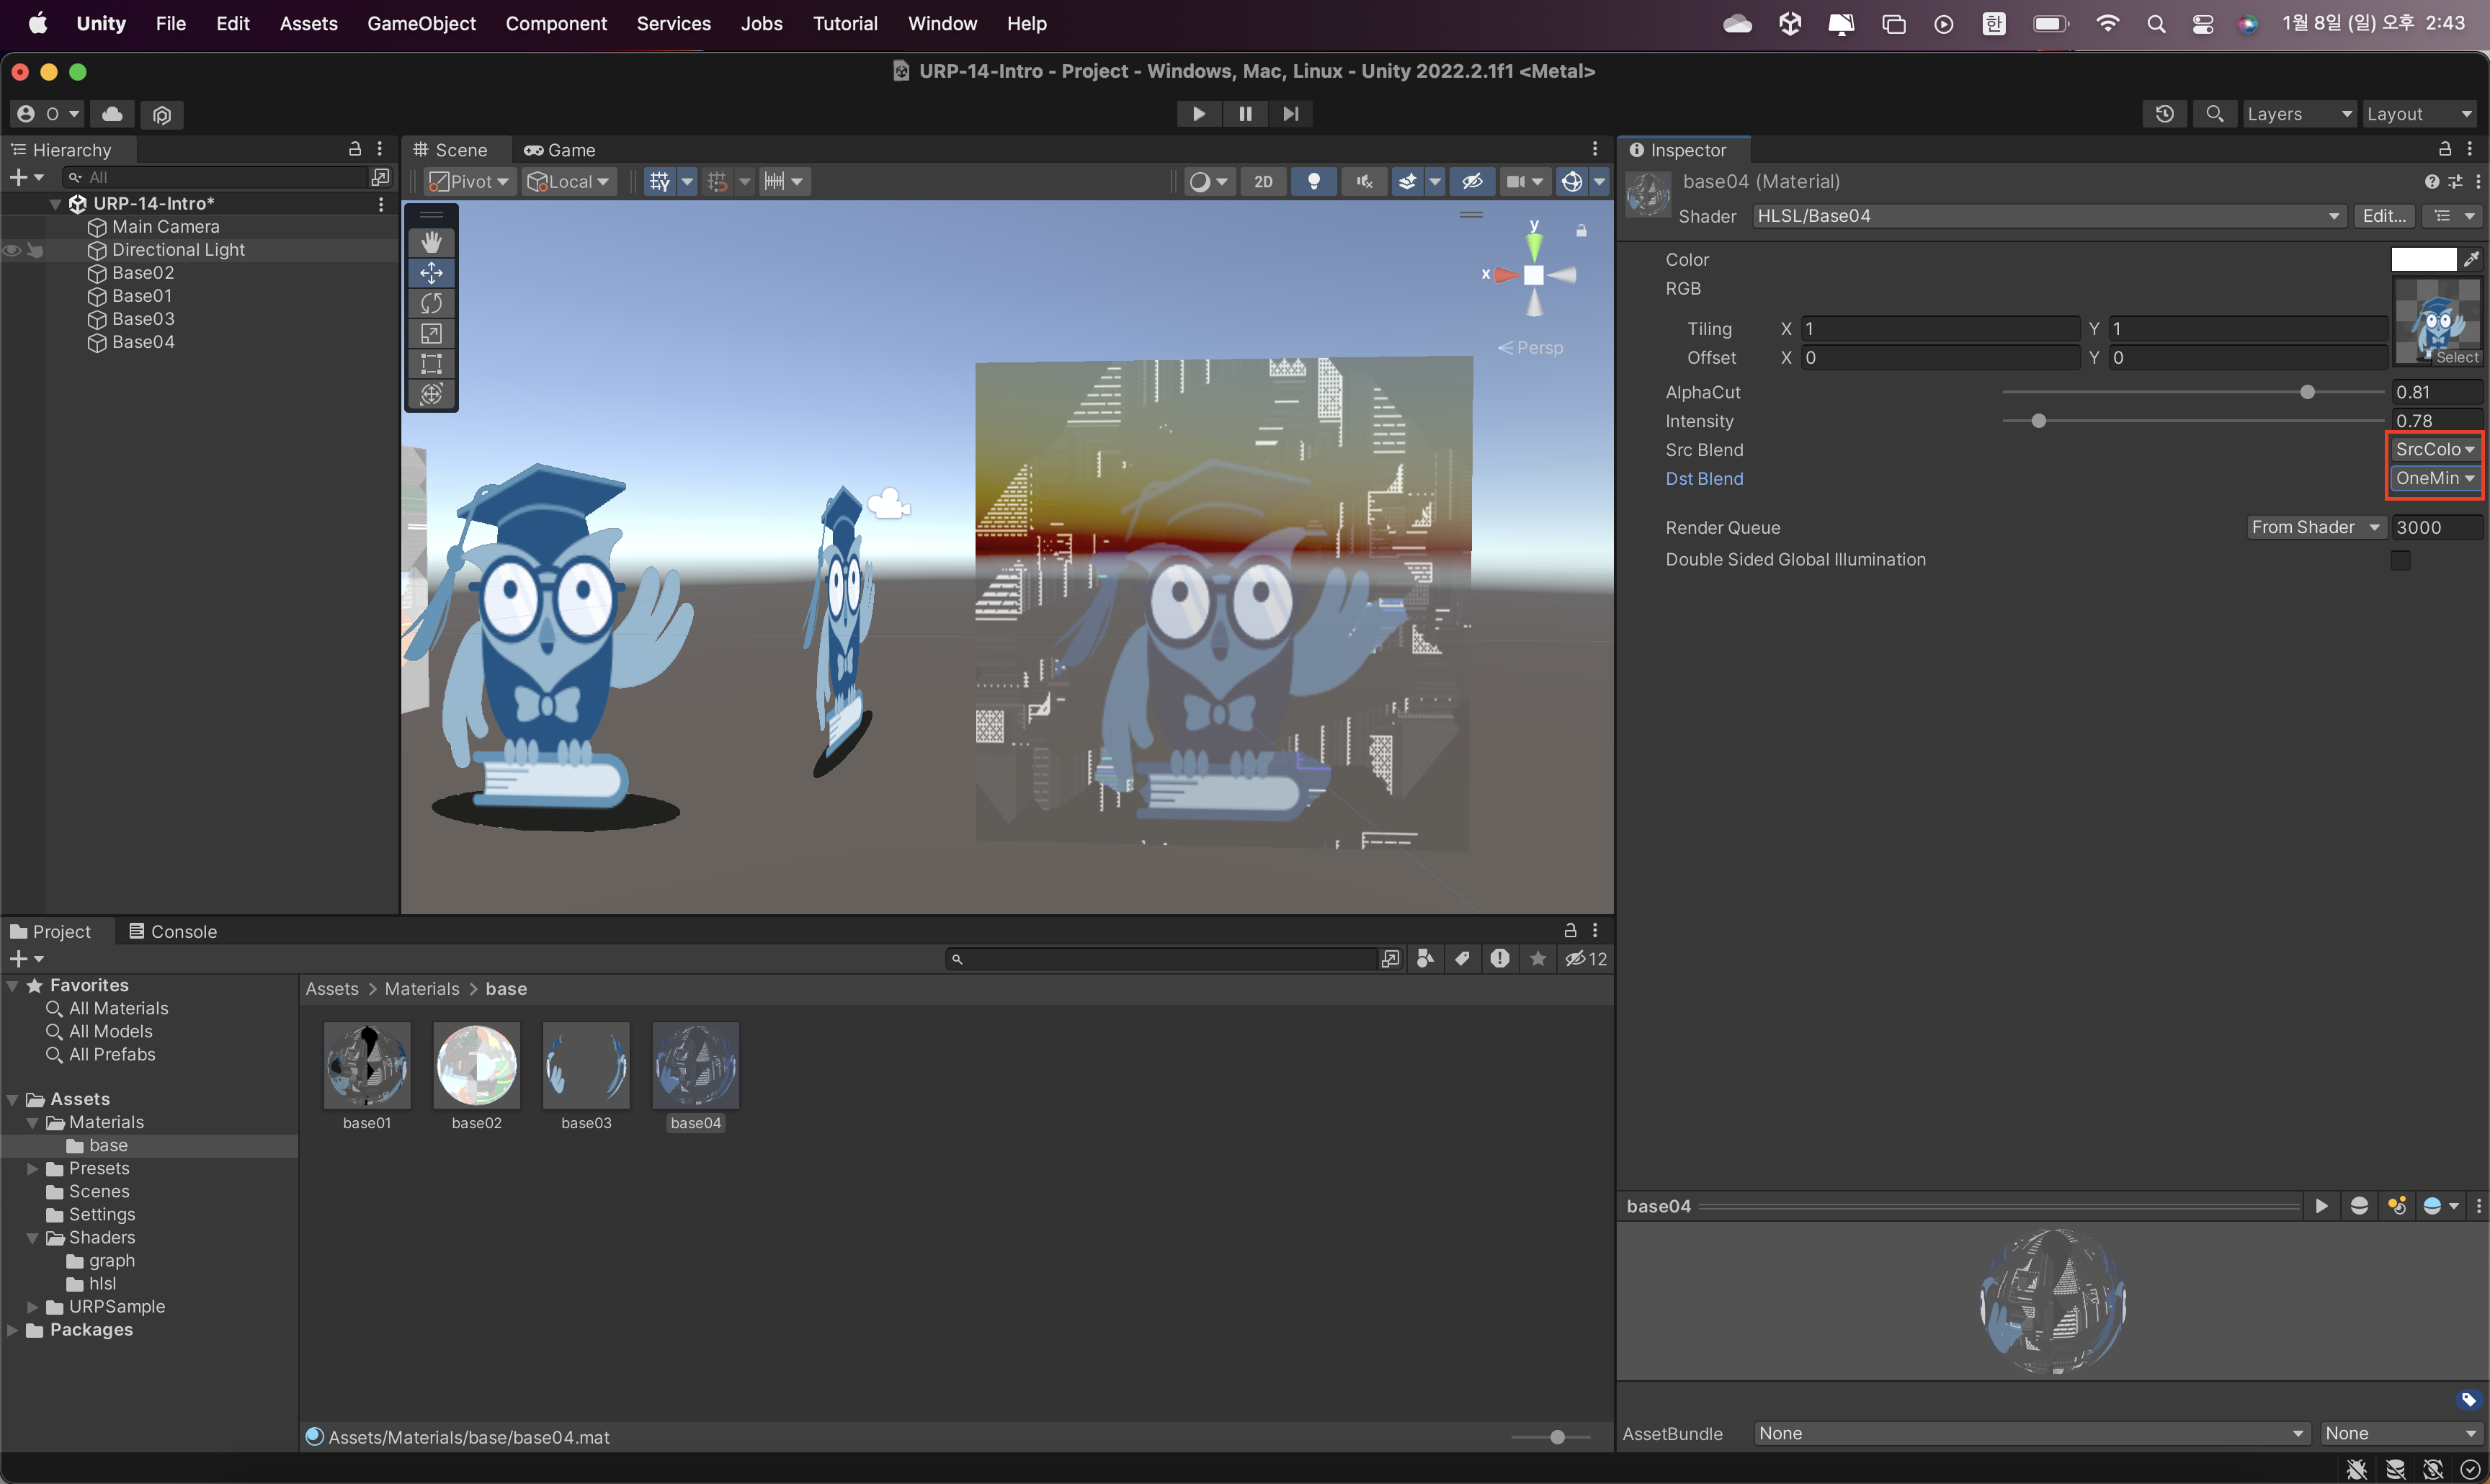 Unity File Edit Assets GameObject Component Services Jobs Tutorial Window Help 한 1월 8일 (일) 오후 2:43
URP-14-Intro - Project - Windows, Mac, Linux - Unity 2022.2.1f1 <Metal>
O Layers Layout
Hierarchy
All
URP-14-Intro*
Main Camera
Directional Light
Base02
Base01
Base03
Base04
Scene Game
Pivot Local 2D
y
x
Persp
Inspector
base04 (Material)
Shader HLSL/Base04 Edit...
Color
RGB
Tiling X 1 Y 1
Offset X 0 Y 0
Select
AlphaCut 0.81
Intensity 0.78
Src Blend SrcColo
Dst Blend OneMin
Render Queue From Shader 3000
Double Sided Global Illumination
Project Console
12
Favorites
All Materials
All Models
All Prefabs
Assets
Materials
base
Presets
Scenes
Settings
Shaders
graph
hlsl
URPSample
Packages
Assets > Materials > base
base01 base02 base03 base04
Assets/Materials/base/base04.mat
base04
AssetBundle None None